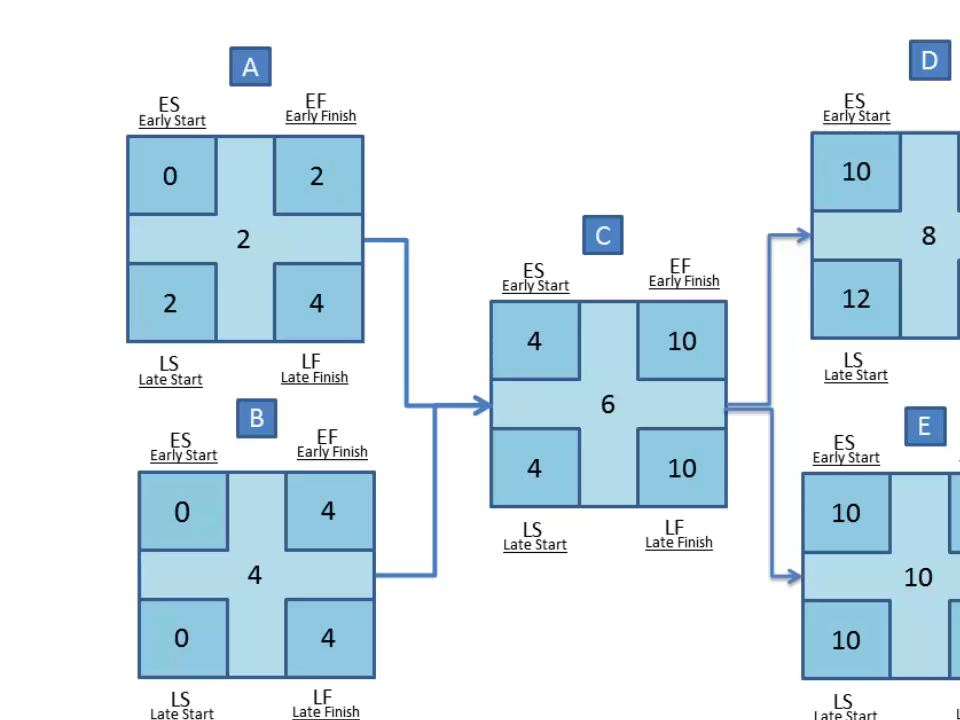 A
ES
Early Start
EF
Early Finish
0
2
2
2
4
LS
Late Start
LF
Late Finish
B
ES
Early Start
EF
Early Finish
0
4
4
0
4
LS
Late Start
LF
Late Finish
C
ES
Early Start
EF
Early Finish
4
10
6
4
10
LS
Late Start
LF
Late Finish
D
ES
Early Start
10
8
12
LS
Late Start
E
ES
Early Start
10
10
10
LS
Late Start